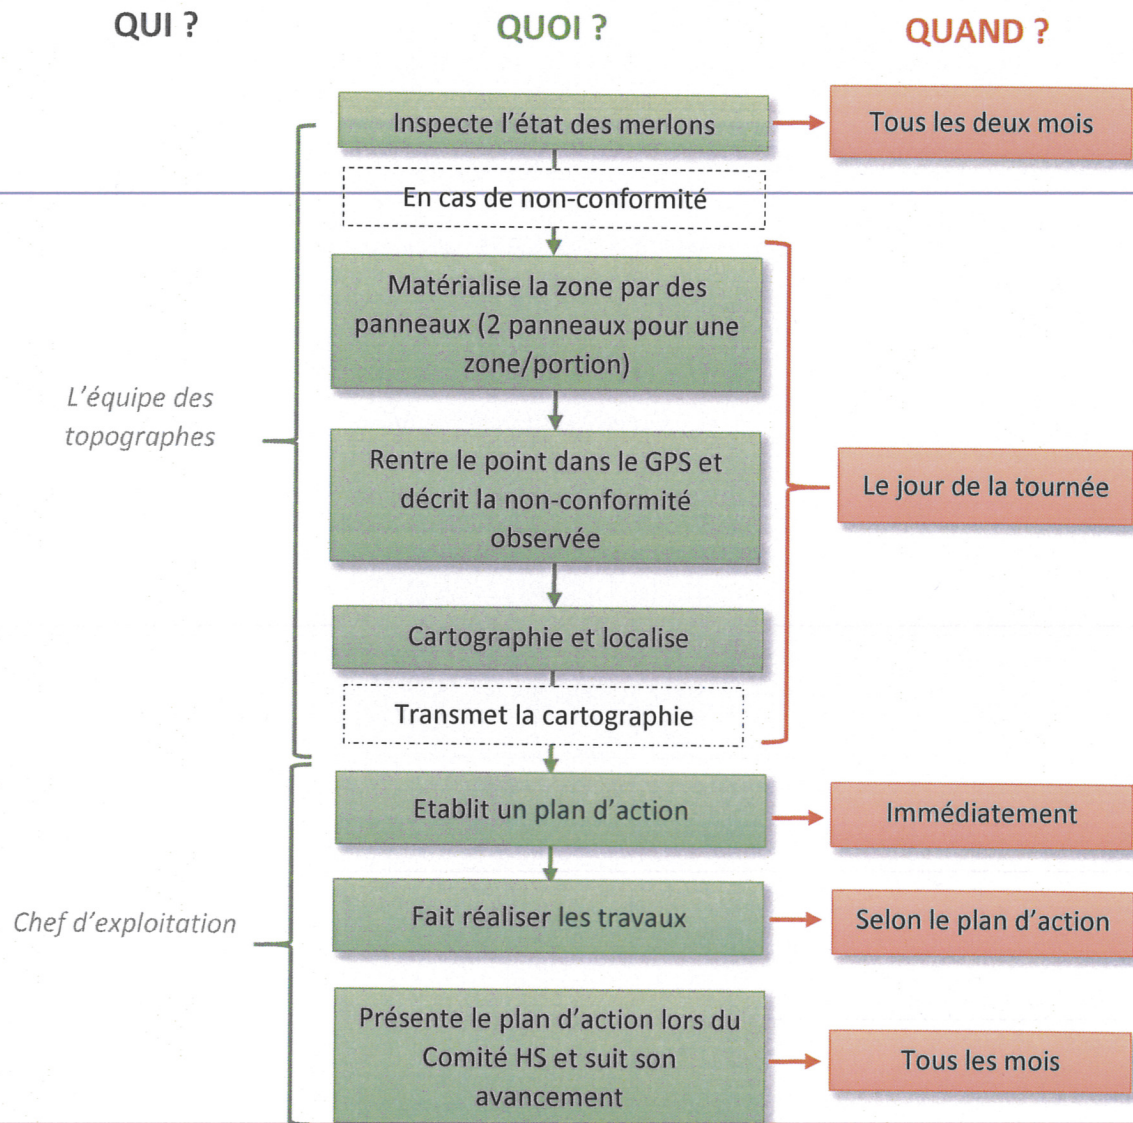 QUI ?
QUOI ?
QUAND ?
Inspecte l'état des merlons
Tous les deux mois
En cas de non-conformité
Matérialise la zone par des
panneaux (2 panneaux pour une
zone/portion)
L'équipe des
topographes
Rentre le point dans le GPS et
décrit la non-conformité
observée
Le jour de la tournée
Cartographie et localise
Transmet la cartographie
Etablit un plan d'action
Immédiatement
Chef d'exploitation
Fait réaliser les travaux
Selon le plan d'action
Présente le plan d'action lors du
Comité HS et suit son
avancement
Tous les mois